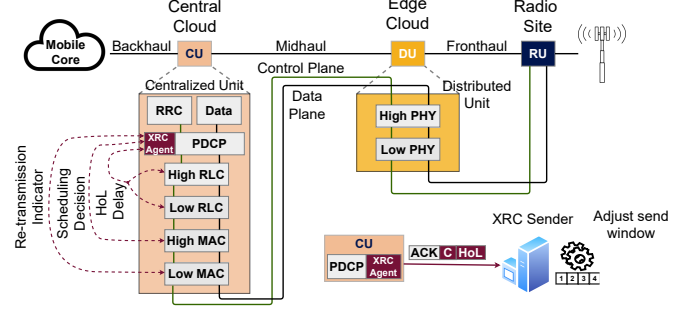 Central
Cloud
Edge
Cloud
Radio
Site
Mobile
Core
Backhaul
CU
Midhaul
DU
Fronthaul
RU
Centralized Unit
Control Plane
Data
Plane
Distributed
Unit
RRC
Data
XRC
Agent
PDCP
High RLC
Low RLC
High MAC
Low MAC
High PHY
Low PHY
Re-transmission
Indicator
Scheduling
Decision
HoL
Delay
CU
PDCP
XRC
Agent
ACK C HoL
XRC Sender
Adjust send
window
1 2 3 4